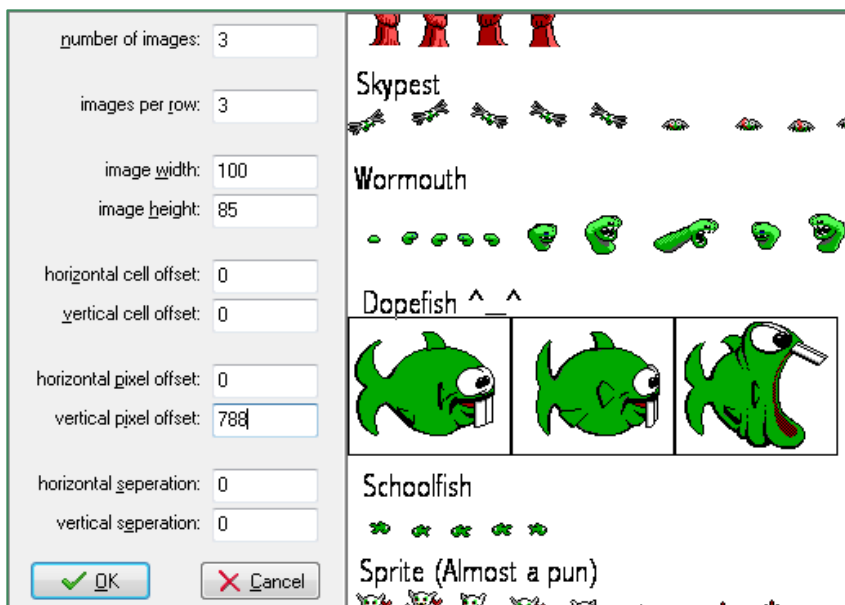 number of images: 3
images per row: 3
image width: 100
image height: 85
horizontal cell offset: 0
vertical cell offset: 0
horizontal pixel offset: 0
vertical pixel offset: 788
horizontal seperation: 0
vertical seperation: 0
OK
Cancel
Skypest
Wormouth
Dopefish ^_^
Schoolfish
Sprite (Almost a pun)